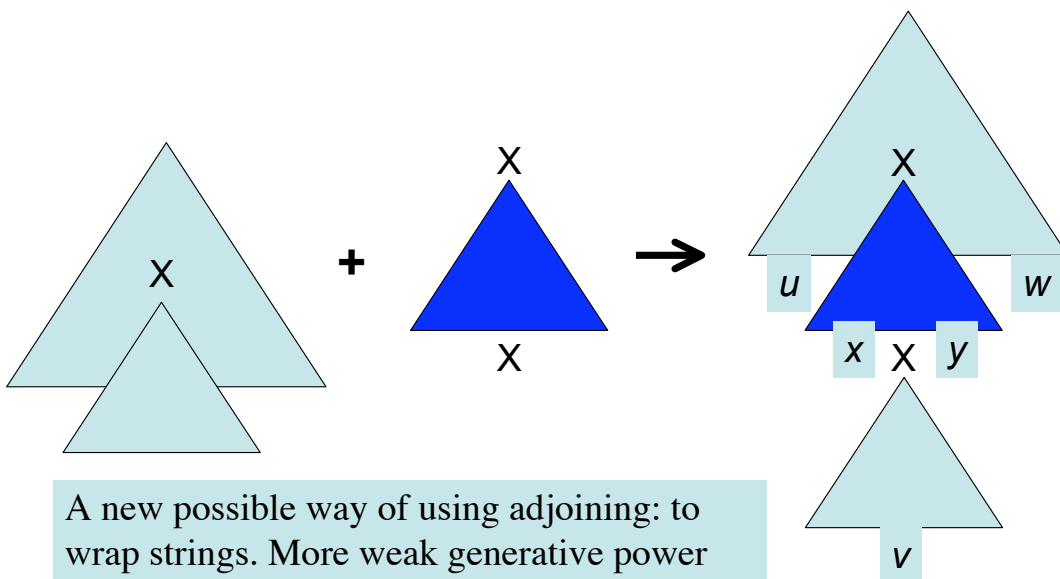 X
X
+
X
X
X
u
w
x
X
y
v
A new possible way of using adjoining: to
wrap strings. More weak generative power